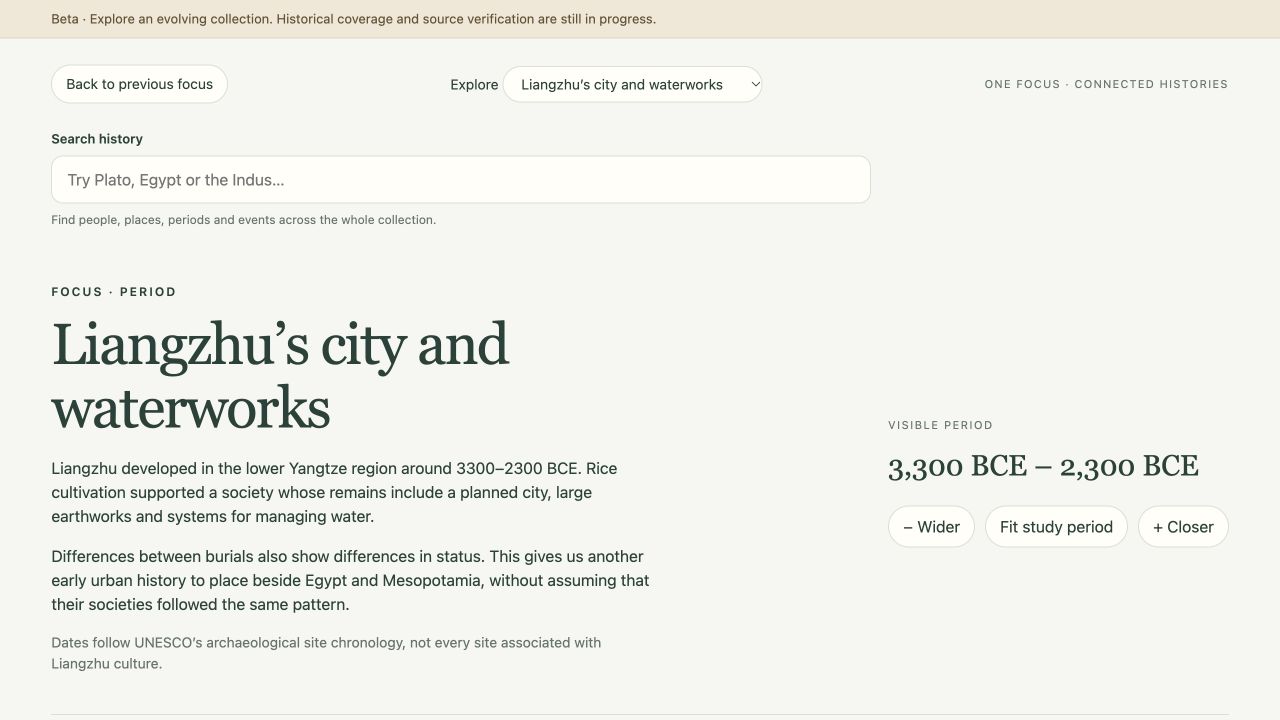 Beta · Explore an evolving collection. Historical coverage and source verification are still in progress.
Back to previous focus
Explore
Liangzhu’s city and waterworks
ONE FOCUS · CONNECTED HISTORIES
Search history
Try Plato, Egypt or the Indus...
Find people, places, periods and events across the whole collection.
FOCUS · PERIOD
Liangzhu’s city and
waterworks
Liangzhu developed in the lower Yangtze region around 3300–2300 BCE. Rice
cultivation supported a society whose remains include a planned city, large
earthworks and systems for managing water.
Differences between burials also show differences in status. This gives us another
early urban history to place beside Egypt and Mesopotamia, without assuming that
their societies followed the same pattern.
Dates follow UNESCO’s archaeological site chronology, not every site associated with
Liangzhu culture.
VISIBLE PERIOD
3,300 BCE – 2,300 BCE
– Wider
Fit study period
+ Closer